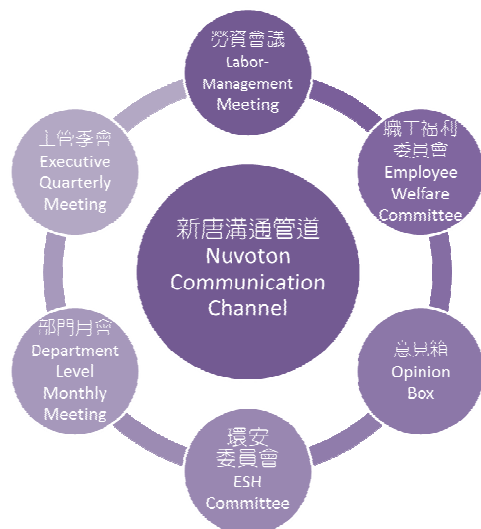 勞資會議
Labor-
Management
Meeting
職工福利
委員會
Employee
Welfare
Committee
意見箱
Opinion
Box
環安
委員會
ESH
Committee
部門月會
Department
Level
Monthly
Meeting
主管季會
Executive
Quarterly
Meeting
新唐溝通管道
Nuvoton
Communication
Channel